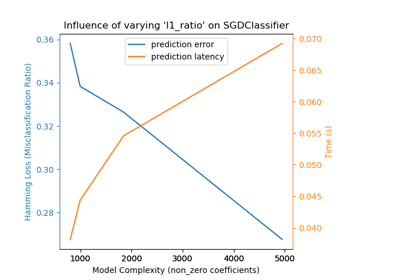 Influence of varying 'l1_ratio' on SGDClassifier
prediction error
prediction latency
0.36
0.34
0.32
0.30
0.28
Hamming Loss (Misclassification Ratio)
0.070
0.065
0.060
0.055
0.050
0.045
0.040
Time (s)
1000 2000 3000 4000 5000
Model Complexity (non_zero coefficients)